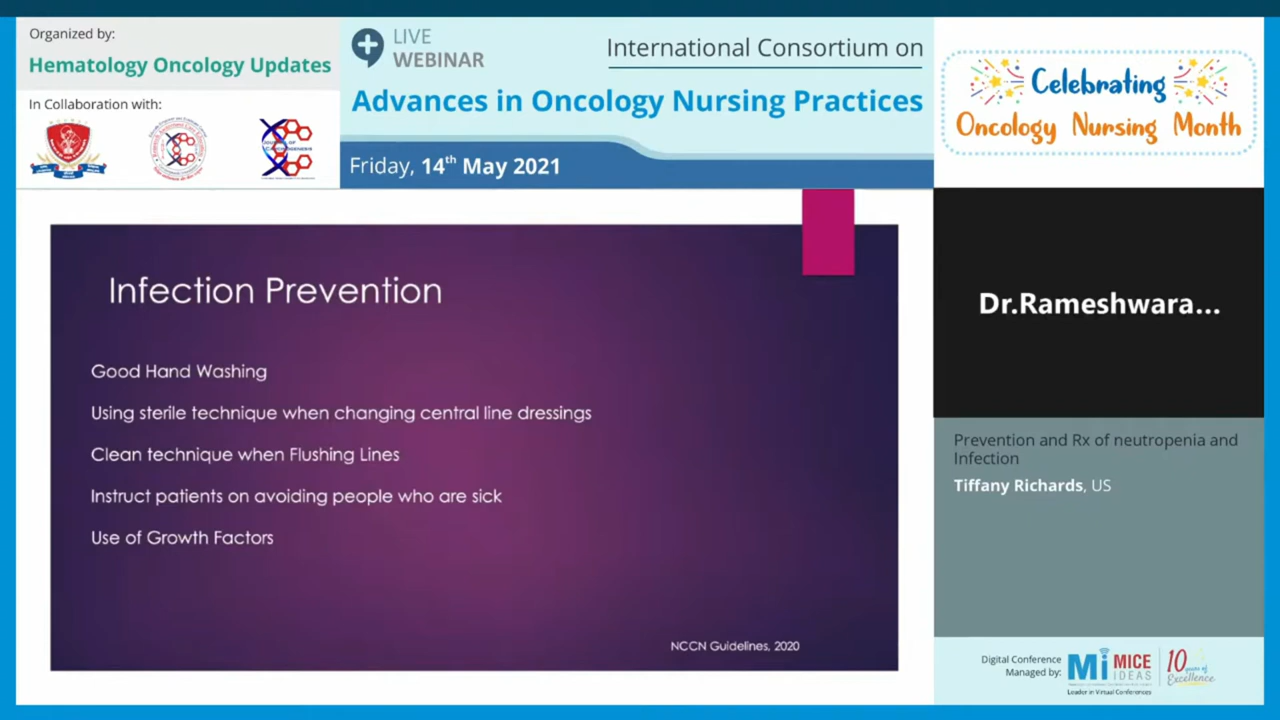 Organized by:
Hematology Oncology Updates
In Collaboration with:
LIVE
WEBINAR
International Consortium on
Advances in Oncology Nursing Practices
Friday, 14th May 2021
Celebrating
Oncology Nursing Month
Infection Prevention
Good Hand Washing
Using sterile technique when changing central line dressings
Clean technique when Flushing Lines
Instruct patients on avoiding people who are sick
Use of Growth Factors
NCCN Guidelines, 2020
Dr.Rameshwara...
Prevention and Rx of neutropenia and
Infection
Tiffany Richards, US
Digital Conference
Managed by:
Mi MICE
IDEAS
Leader in Virtual Conferences
10 years of
Excellence